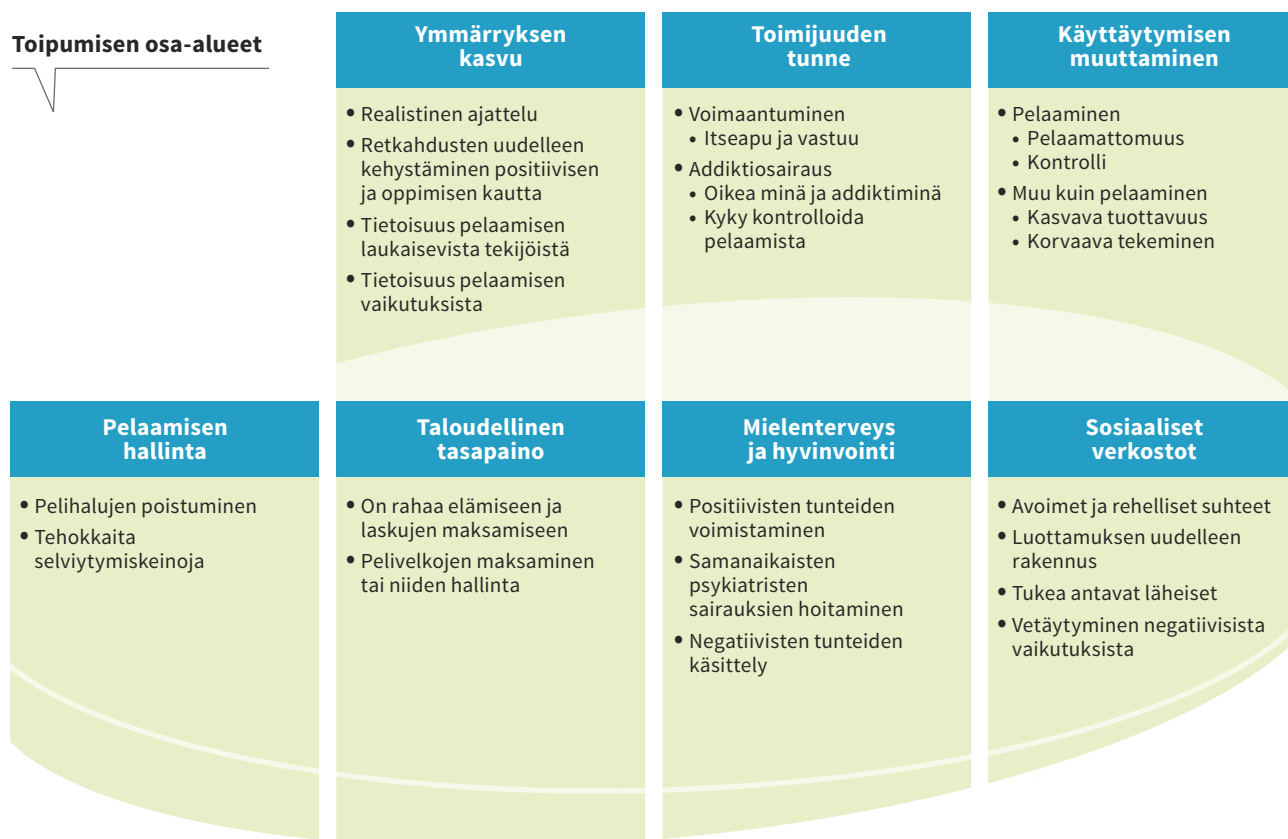 Toipumisen osa-alueet
Ymmärryksen
kasvu
• Realistinen ajattelu
• Retkahdusten uudelleen
kehystäminen positiivisen
ja oppimisen kautta
• Tietoisuus pelaamisen
laukaisevista tekijöistä
• Tietoisuus pelaamisen
vaikutuksista
Toimijuuden
tunne
• Voimaantuminen
• Itseapu ja vastuu
• Addiktiosairaus
• Oikea minä ja addiktiminä
• Kyky kontrolloida
pelaamista
Käyttäytymisen
muuttaminen
• Pelaaminen
• Pelaamattomuus
• Kontrolli
• Muu kuin pelaaminen
• Kasvava tuottavuus
• Korvaava tekeminen
Pelaamisen
hallinta
• Pelihalujen poistuminen
• Tehokkaita
selviytymiskeinoja
Taloudellinen
tasapaino
• On rahaa elämiseen ja
laskujen maksamiseen
• Pelivelkojen maksaminen
tai niiden hallinta
Mielenterveys
ja hyvinvointi
• Positiivisten tunteiden
voimistaminen
• Samanaikaisten
psykiatristen
sairauksien hoitaminen
• Negatiivisten tunteiden
käsittely
Sosiaaliset
verkostot
• Avoimet ja rehelliset suhteet
• Luottamuksen uudelleen
rakennus
• Tukea antavat läheiset
• Vetäytyminen negatiivisista
vaikutuksista